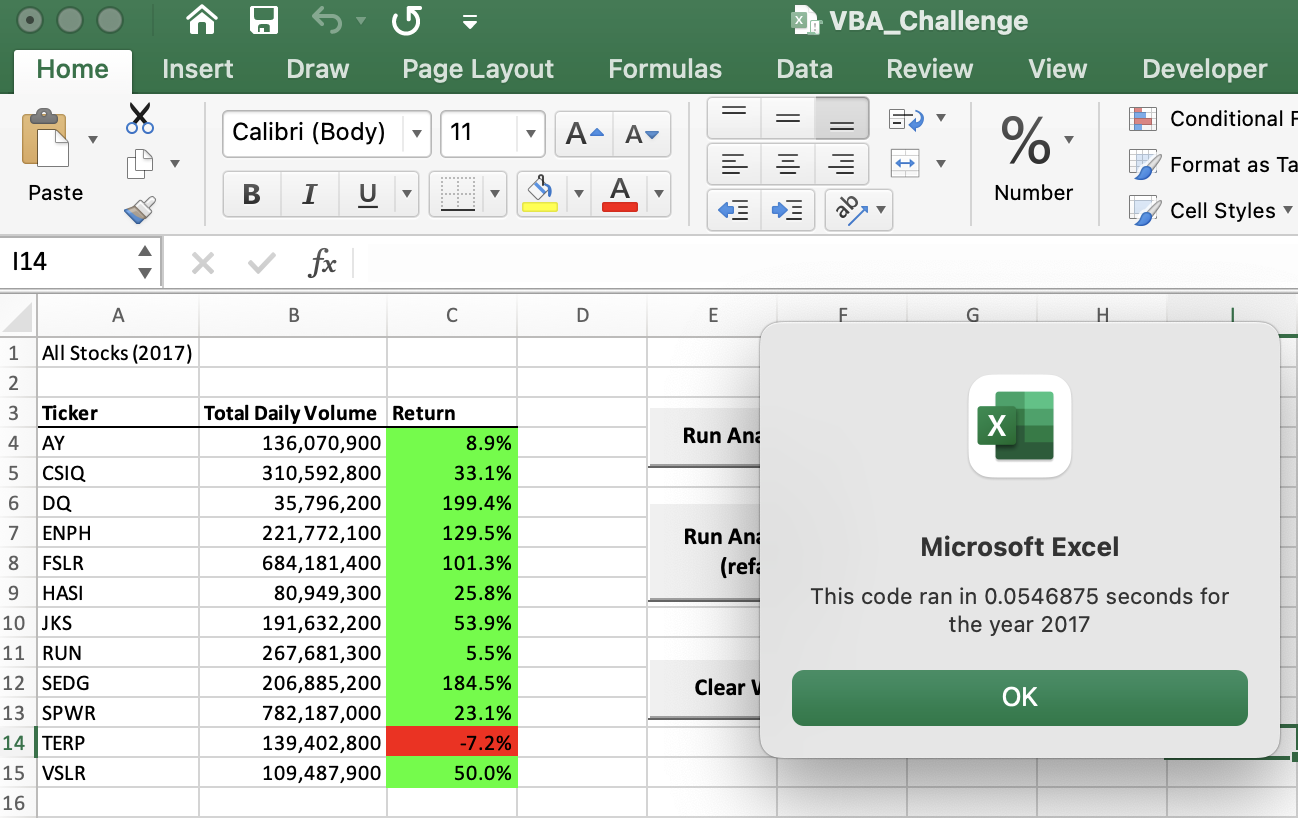 VBA_Challenge
Home Insert Draw Page Layout Formulas Data Review View Developer
Paste
Calibri (Body) 11 A A
B I U A
ab
%
Number
Conditional F
Format as Ta
Cell Styles
I14 fx
A B C D E F G H I
1 All Stocks (2017)
2
3 Ticker Total Daily Volume Return
4 AY 136,070,900 8.9%
5 CSIQ 310,592,800 33.1%
6 DQ 35,796,200 199.4%
7 ENPH 221,772,100 129.5%
8 FSLR 684,181,400 101.3%
9 HASI 80,949,300 25.8%
10 JKS 191,632,200 53.9%
11 RUN 267,681,300 5.5%
12 SEDG 206,885,200 184.5%
13 SPWR 782,187,000 23.1%
14 TERP 139,402,800 -7.2%
15 VSLR 109,487,900 50.0%
16
Run Ana
Run Ana
(refa
Clear W
X
Microsoft Excel
This code ran in 0.0546875 seconds for
the year 2017
OK